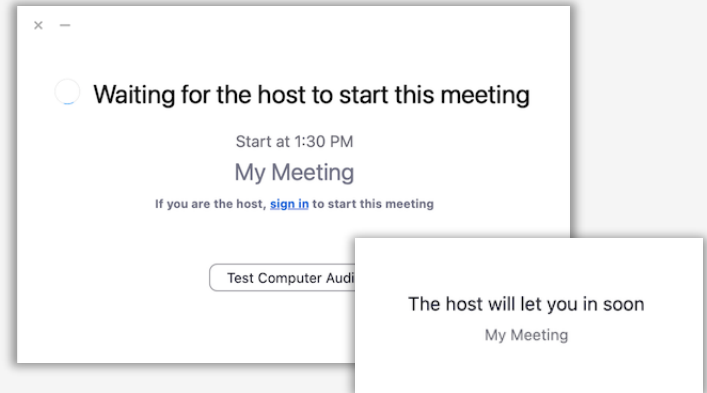 Waiting for the host to start this meeting
Start at 1:30 PM
My Meeting
If you are the host, sign in to start this meeting
Test Computer Audi
The host will let you in soon
My Meeting